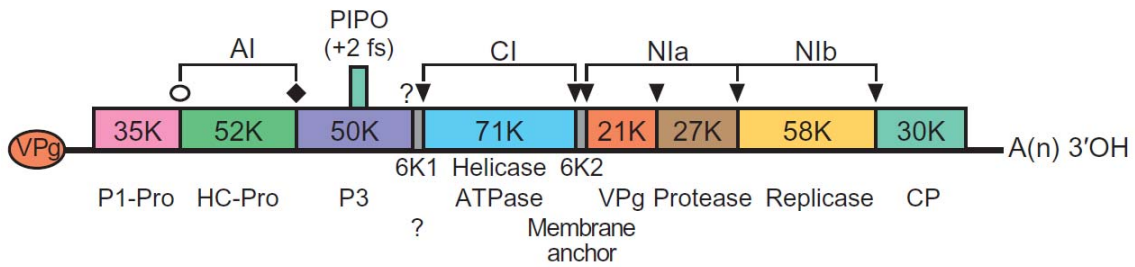 PIPO
(+2 fs)
AI
CI
NIa
NIb
?
VPg
35K
52K
50K
71K
21K
27K
58K
30K
A(n) 3′OH
6K1
Helicase
6K2
P1-Pro
HC-Pro
P3
ATPase
VPg
Protease
Replicase
CP
?
Membrane
anchor